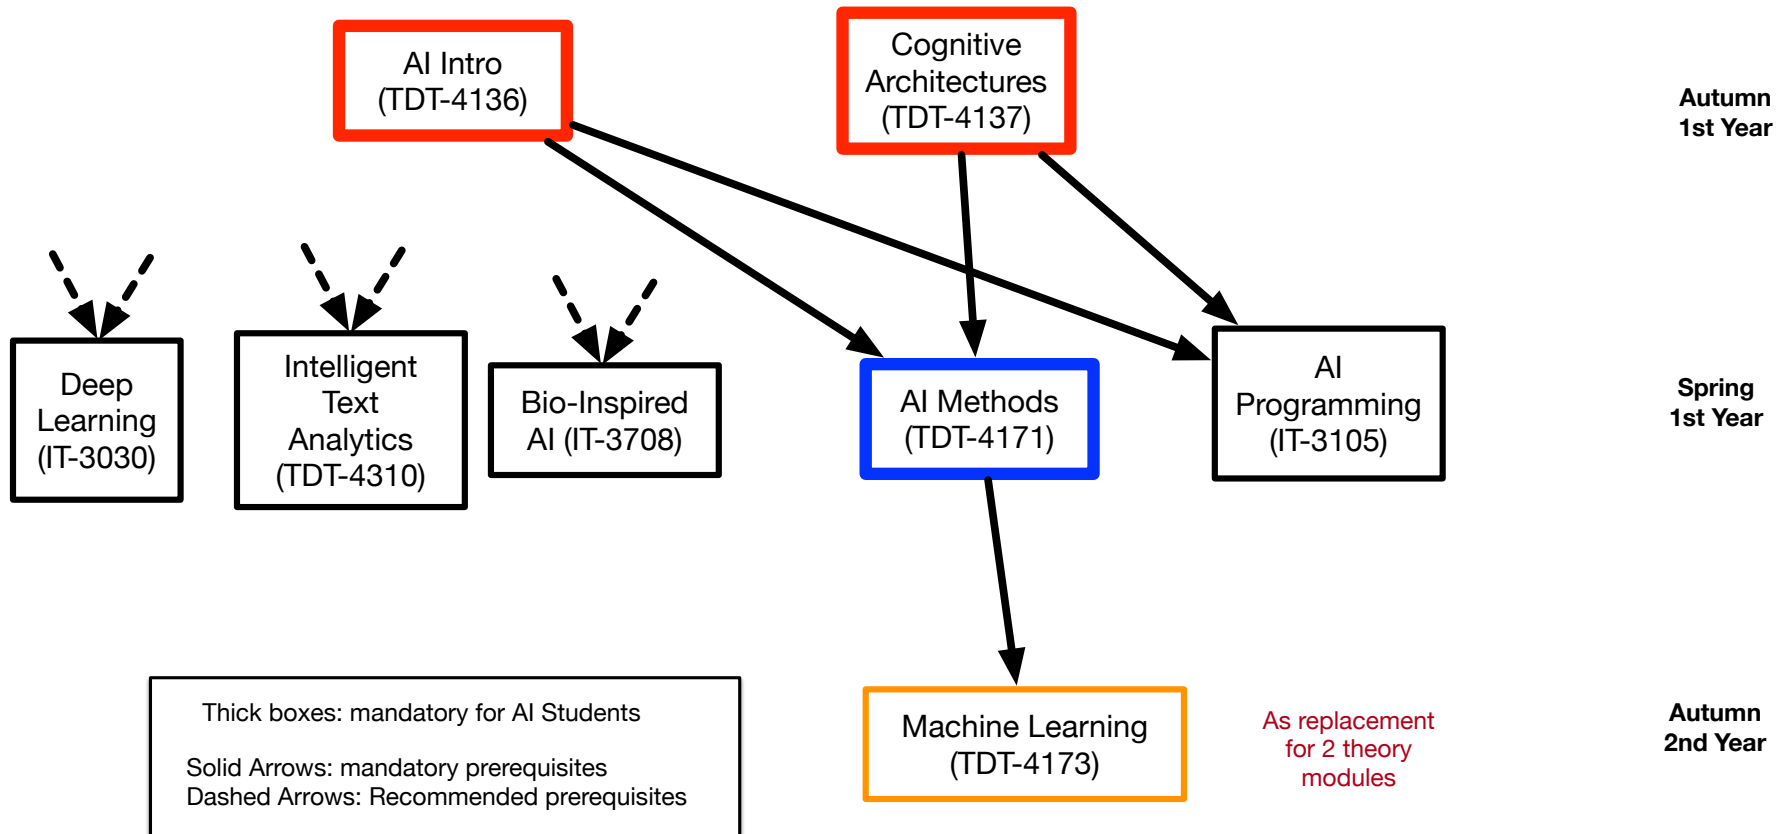 AI Intro
(TDT-4136)
Cognitive
Architectures
(TDT-4137)
Autumn
1st Year
Deep
Learning
(IT-3030)
Intelligent
Text
Analytics
(TDT-4310)
Bio-Inspired
AI (IT-3708)
AI Methods
(TDT-4171)
AI
Programming
(IT-3105)
Spring
1st Year
Thick boxes: mandatory for AI Students
Solid Arrows: mandatory prerequisites
Dashed Arrows: Recommended prerequisites
Machine Learning
(TDT-4173)
As replacement
for 2 theory
modules
Autumn
2nd Year